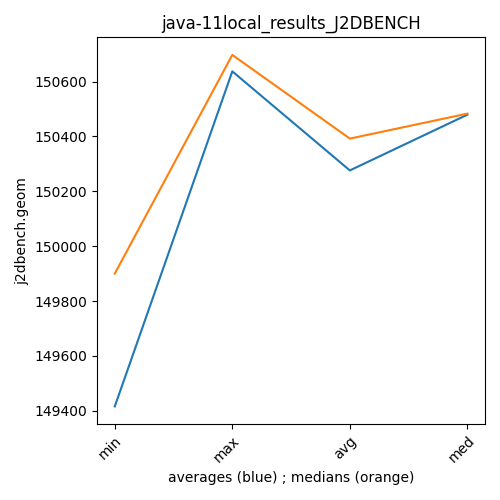 java-11local_results_J2DBENCH
j2dbench.geom
150600
150400
150200
150000
149800
149600
149400
min
max
avg
med
averages (blue) ; medians (orange)